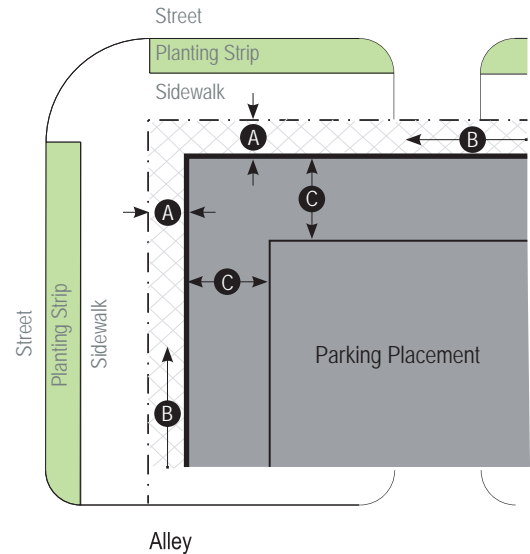 Street
Planting Strip
Sidewalk
A
B
C
A
C
Street
Planting Strip
Sidewalk
Parking Placement
B
Alley